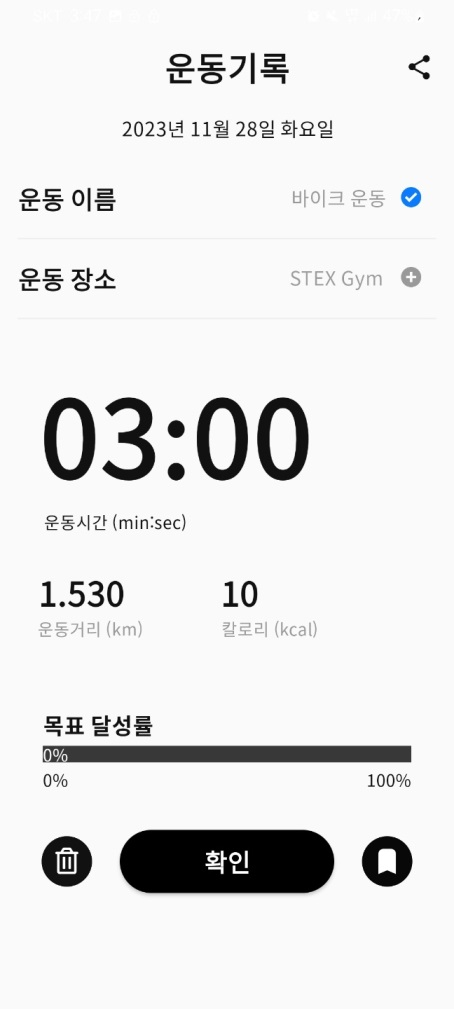 운동기록
2023년 11월 28일 화요일
운동 이름 바이크 운동
운동 장소 STEX Gym
03:00
운동시간 (min:sec)
1.530 10
운동거리 (km) 칼로리 (kcal)
목표 달성률
0%
0% 100%
확인